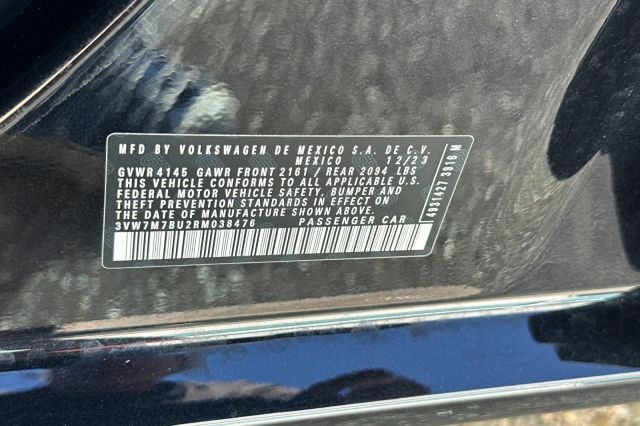 MFD BY VOLKSWAGEN DE MEXICO S.A. DE C.V.
MEXICO 12/23
GVWR 4145 GAWR FRONT 2161 / REAR 2094 LBS
THIS VEHICLE CONFORMS TO ALL APPLICABLE U.S.
FEDERAL MOTOR VEHICLE SAFETY, BUMPER AND
THEFT PREVENTION STANDARDS IN EFFECT ON
THE DATE OF MANUFACTURE SHOWN ABOVE.
3VW7M7BU2RM038476 PASSENGER CAR
4931427 3916 M